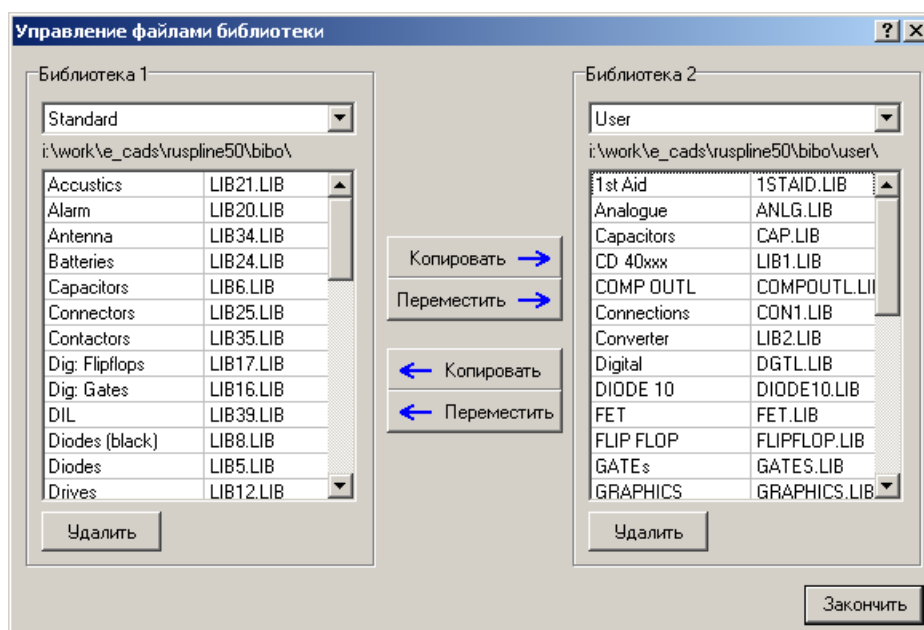 Управление файлами библиотеки
Библиотека 1
Standard
i:\work\e_cads\ruspline50\bibo\
Accustics LIB21.LIB
Alarm LIB20.LIB
Antenna LIB34.LIB
Batteries LIB24.LIB
Capacitors LIB6.LIB
Connectors LIB25.LIB
Contactors LIB35.LIB
Dig: Flipflops LIB17.LIB
Dig: Gates LIB16.LIB
DIL LIB39.LIB
Diodes (black) LIB8.LIB
Diodes LIB5.LIB
Drives LIB12.LIB
Удалить
Копировать
Переместить
Копировать
Переместить
Библиотека 2
User
i:\work\e_cads\ruspline50\bibo\user\
1st Aid 1STAID.LIB
Analogue ANLG.LIB
Capacitors CAP.LIB
CD 40xxx LIB1.LIB
COMP OUTL COMPOUTL.LI
Connections CON1.LIB
Converter LIB2.LIB
Digital DGTL.LIB
DIODE 10 DIODE10.LIB
FET FET.LIB
FLIP FLOP FLIPFLOP.LIB
GATEs GATES.LIB
GRAPHICS GRAPHICS.LIB
Удалить
Закончить